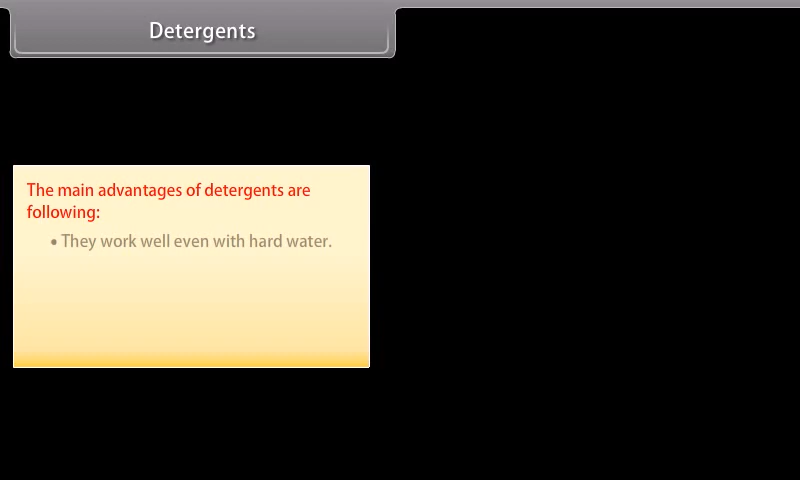 Detergents
The main advantages of detergents are
following:
• They work well even with hard water.